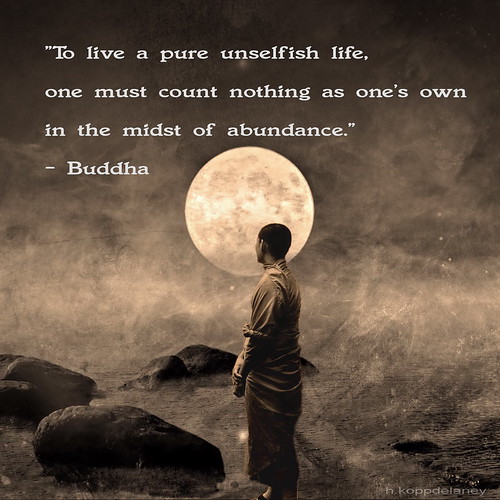 "To live a pure unselfish life,
one must count nothing as one's own
in the midst of abundance."
- Buddha
h.koppdelaney